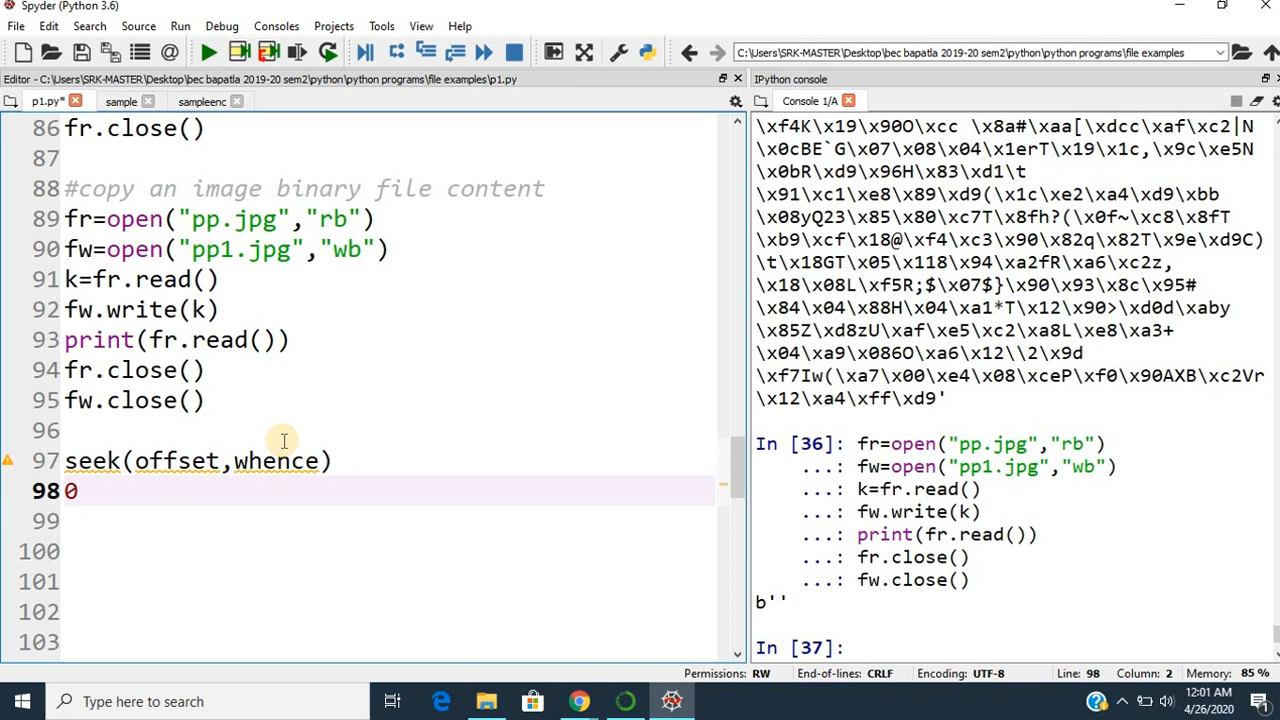 Spyder (Python 3.6)
File Edit Search Source Run Debug Consoles Projects Tools View Help
C:\Users\SRK-MASTER\Desktop\bec bapatla 2019-20 sem2\python\python programs\file examples
Editor - C:\Users\SRK-MASTER\Desktop\bec bapatla 2019-20 sem2\python\python programs\file examples\p1.py
p1.py* sample sampleenc
86 fr.close()
87
88 #copy an image binary file content
89 fr=open("pp.jpg","rb")
90 fw=open("pp1.jpg","wb")
91 k=fr.read()
92 fw.write(k)
93 print(fr.read())
94 fr.close()
95 fw.close()
96
97 seek(offset,whence)
98 0
99
100
101
102
103
IPython console
Console 1/A
\xf4K\x19\x90O\xcc \x8a#\xaa[\xdcc\xaf\xc2|N
\x0cBE`G\x07\x08\x04\x1erT\x19\x1c,\x9c\xe5N
\x0bR\xd9\x96H\x83\xd1\t
\x91\xc1\xe8\x89\xd9(\x1c\xe2\xa4\xd9\xbb
\x08yQ23\x85\x80\xc7T\x8fh?(\x0f~\xc8\x8fT
\xb9\xcf\x18@\xf4\xc3\x90\x82q\x82T\x9e\xd9C)
\t\x18GT\x05\x118\x94\xa2fR\xa6\xc2z,
\x18\x08L\xf5R;$\x07$}\x90\x93\x8c\x95#
\x84\x04\x88H\x04\xa1*T\x12\x90>\xd0d\xaby
\x85Z\xd8zU\xaf\xe5\xc2\xa8L\xe8\xa3+
\x04\xa9\x086O\xa6\x12\\2\x9d
\xf7Iw(\xa7\x00\xe4\x08\xceP\xf0\x90AXB\xc2Vr
\x12\xa4\xff\xd9'
In [36]: fr=open("pp.jpg","rb")
...: fw=open("pp1.jpg","wb")
...: k=fr.read()
...: fw.write(k)
...: print(fr.read())
...: fr.close()
...: fw.close()
b''
In [37]:
Permissions: RW End-of-lines: CRLF Encoding: UTF-8 Line: 98 Column: 2 Memory: 85 %
Type here to search
12:01 AM
4/26/2020